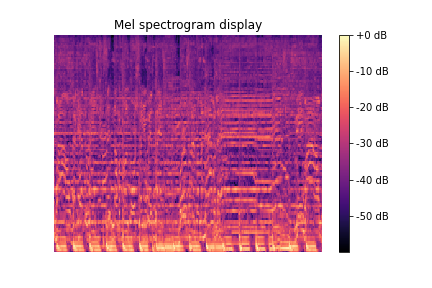 Mel spectrogram display
+0 dB
-10 dB
-20 dB
-30 dB
-40 dB
-50 dB